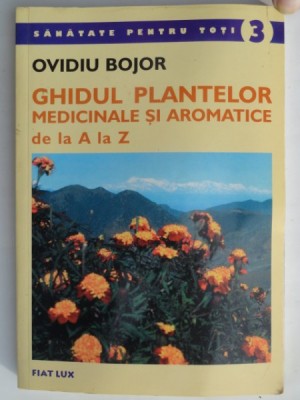 SĂNĂTATE PENTRU TOȚI 3
OVIDIU BOJOR
GHIDUL PLANTELOR
MEDICINALE ȘI AROMATICE
de la A la Z
FIAT LUX